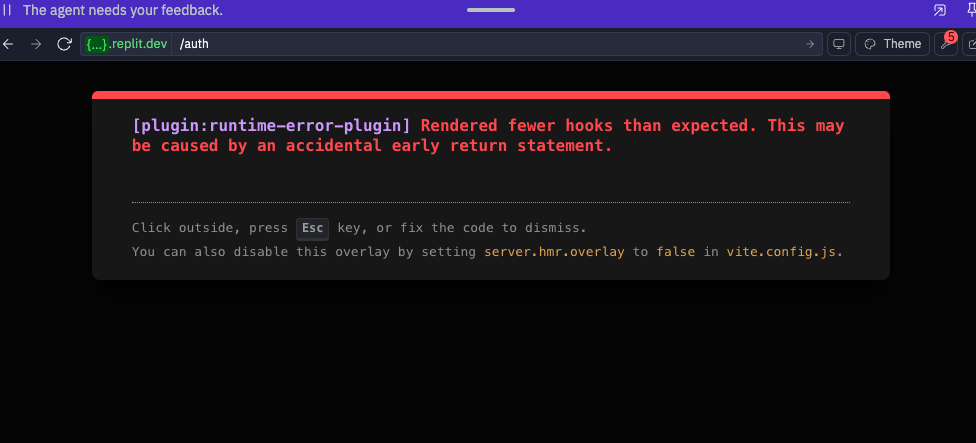 The agent needs your feedback.
{...}.replit.dev /auth Theme 5
[plugin:runtime-error-plugin] Rendered fewer hooks than expected. This may
be caused by an accidental early return statement.
Click outside, press Esc key, or fix the code to dismiss.
You can also disable this overlay by setting server.hmr.overlay to false in vite.config.js.